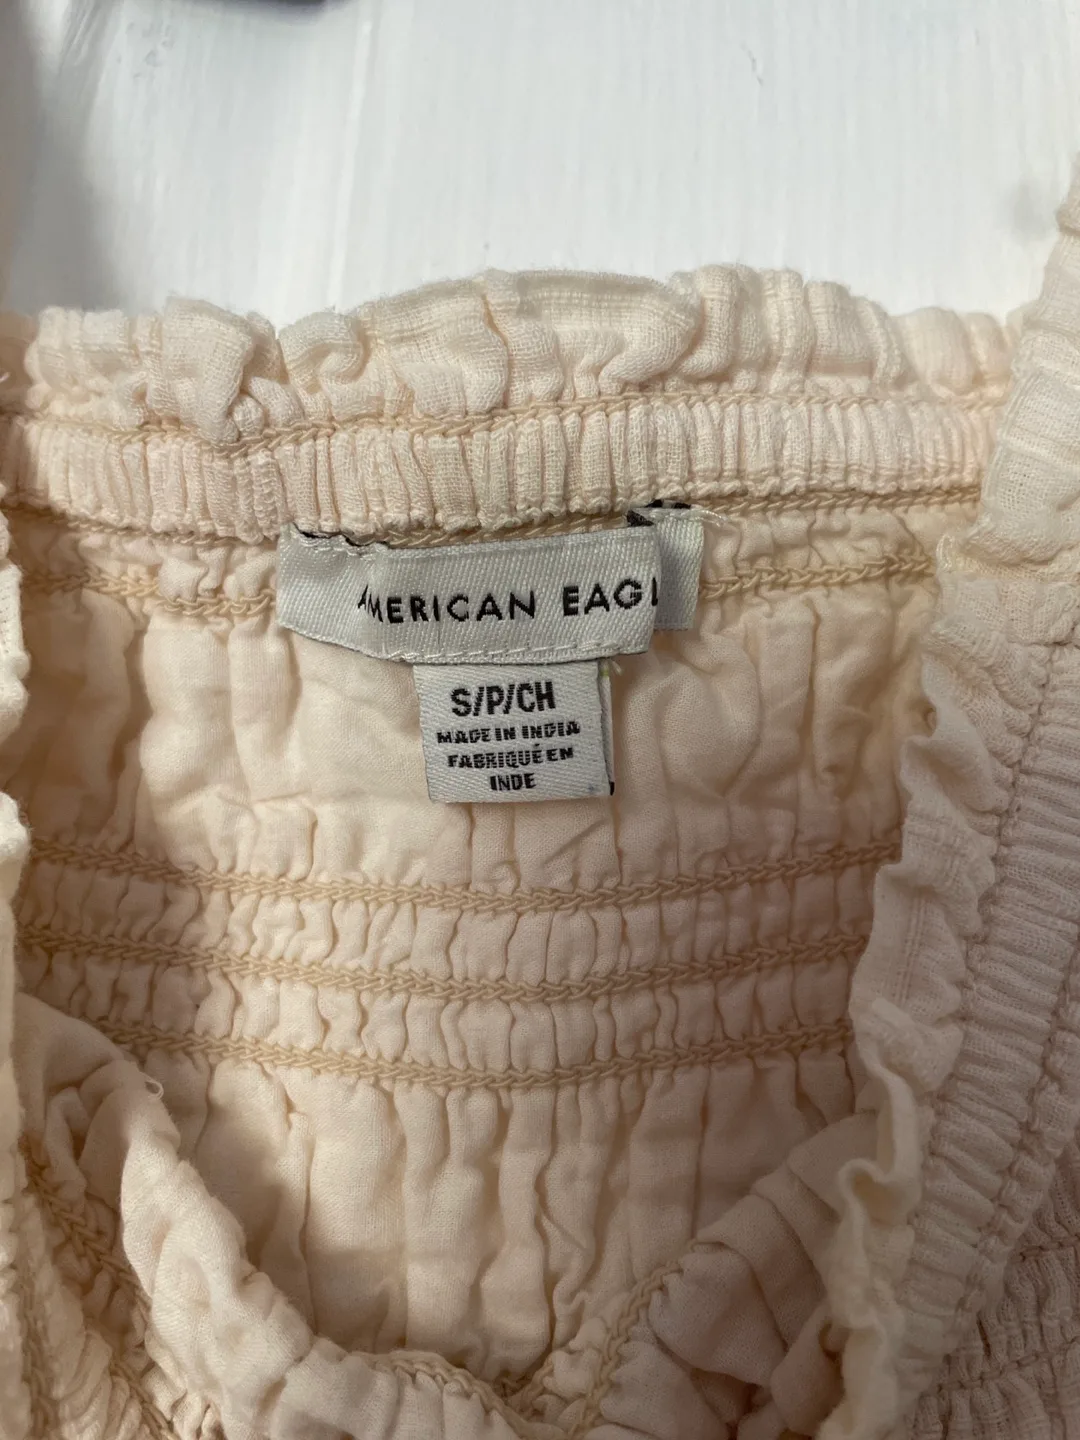 AMERICAN EAGL
S/P/CH
MADE IN INDIA
FABRIQUÉ EN
INDE